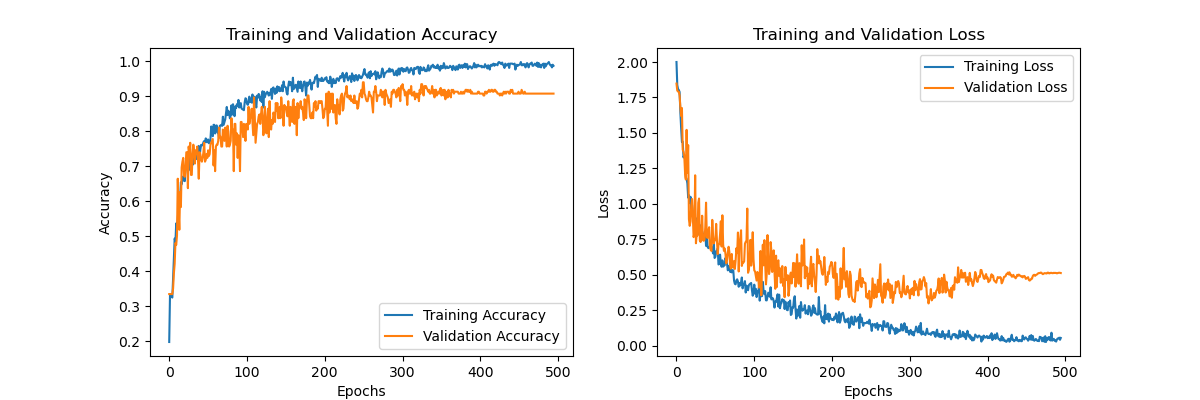 Training and Validation Accuracy
Accuracy
1.0
0.9
0.8
0.7
0.6
0.5
0.4
0.3
0.2
Training Accuracy
Validation Accuracy
0 100 200 300 400 500
Epochs
Training and Validation Loss
Loss
2.00
1.75
1.50
1.25
1.00
0.75
0.50
0.25
0.00
Training Loss
Validation Loss
0 100 200 300 400 500
Epochs